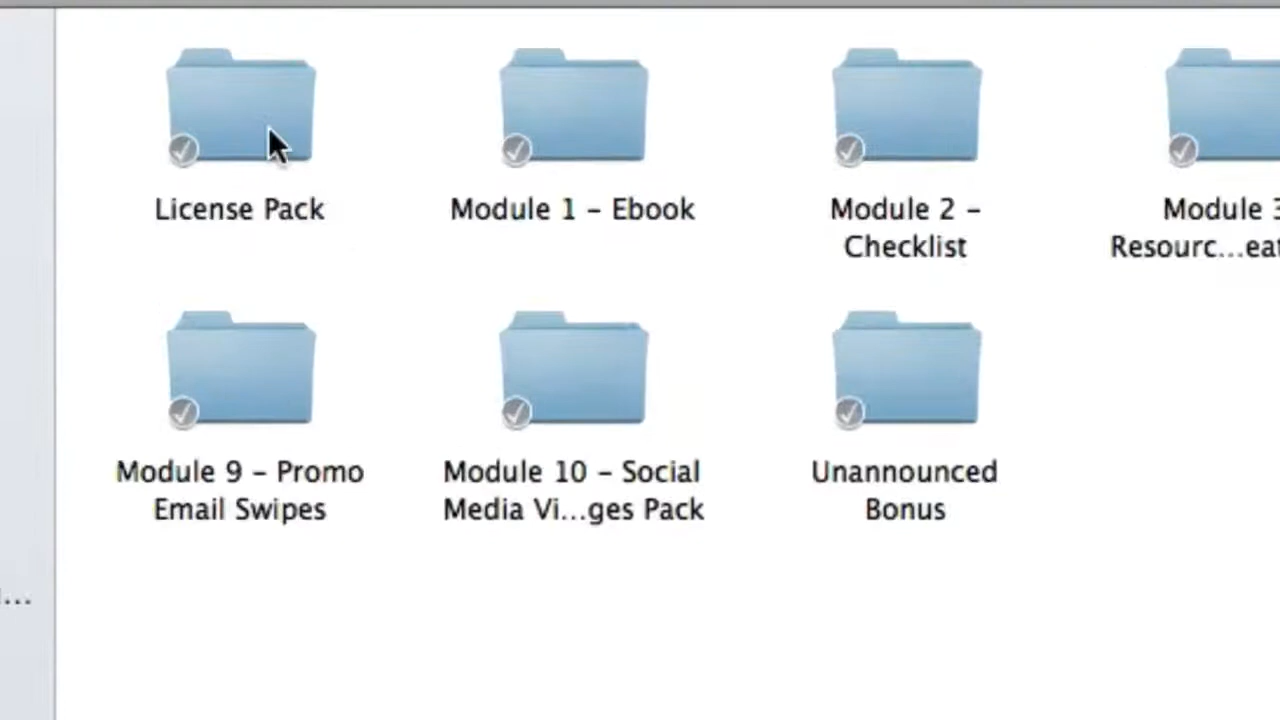 License Pack
Module 1 – Ebook
Module 2 –
Checklist
Module 3
Resourc...eat
Module 9 – Promo
Email Swipes
Module 10 – Social
Media Vi...ges Pack
Unannounced
Bonus
...